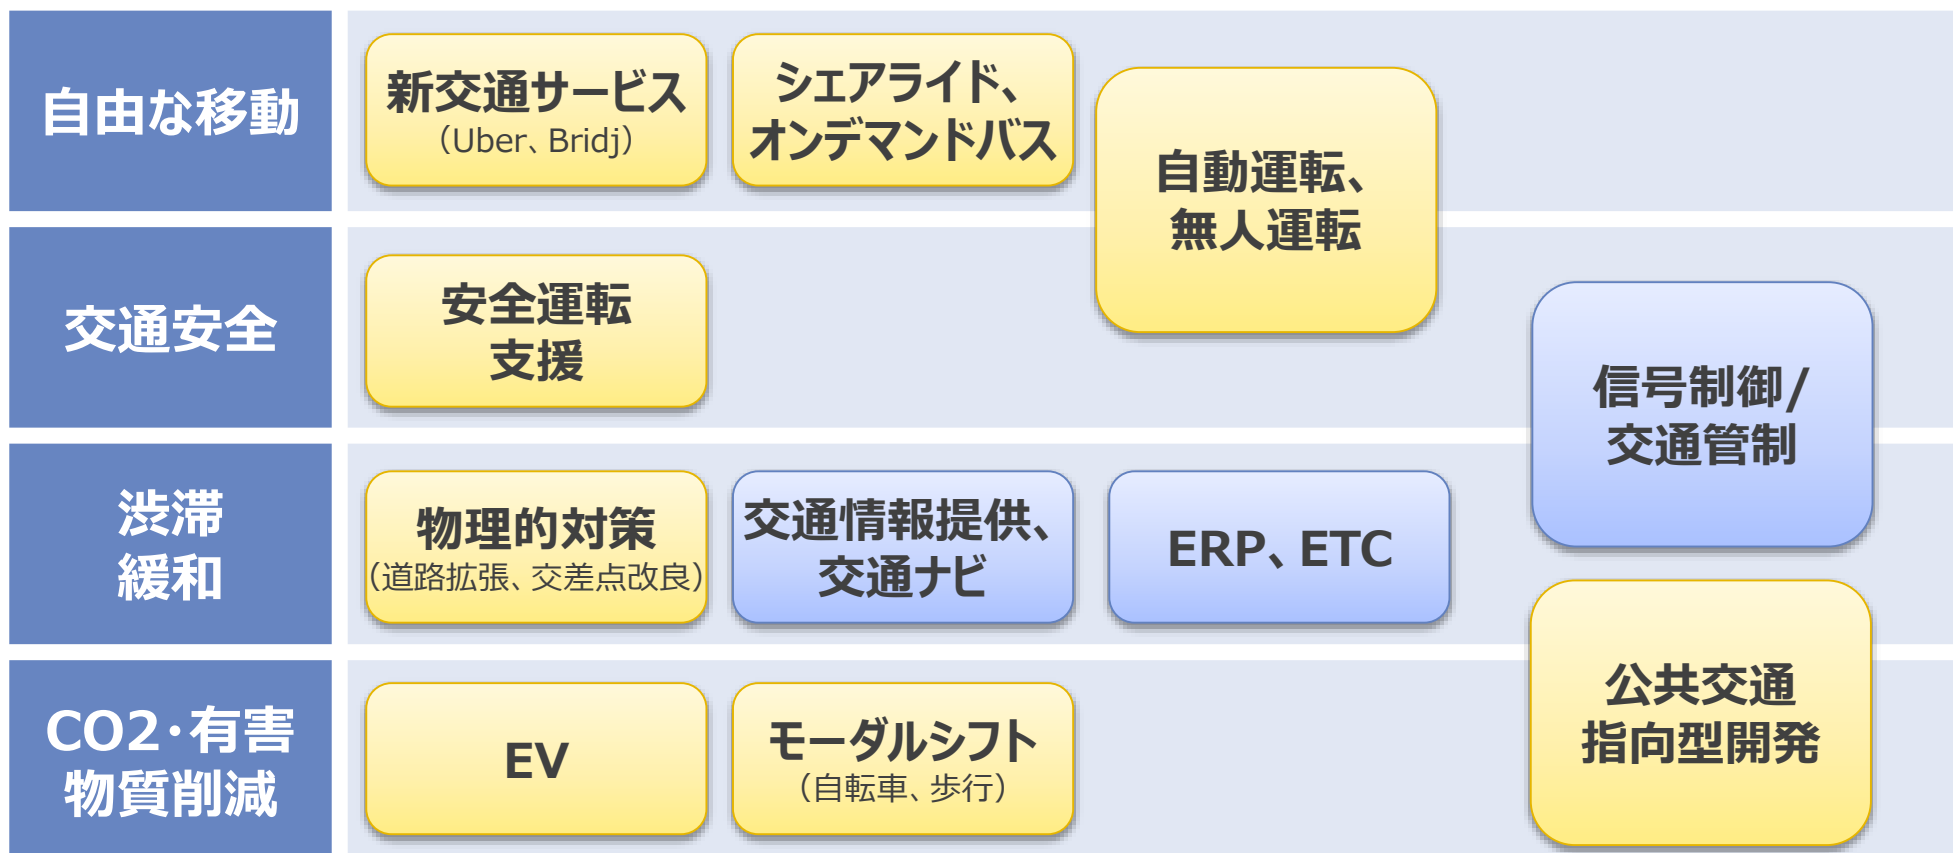 自由な移動
新交通サービス
（Uber、Bridj）
シェアライド、
オンデマンドバス
自動運転、
無人運転
交通安全
安全運転
支援
信号制御/
交通管制
渋滞
緩和
物理的対策
（道路拡張、交差点改良）
交通情報提供、
交通ナビ
ERP、ETC
CO2・有害
物質削減
EV
モーダルシフト
（自転車、歩行）
公共交通
指向型開発